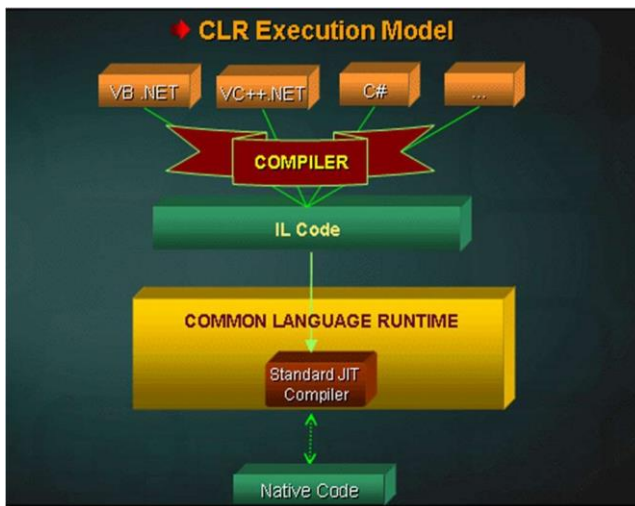 CLR Execution Model
VB .NET
VC++.NET
C#
...
COMPILER
IL Code
COMMON LANGUAGE RUNTIME
Standard JIT
Compiler
Native Code